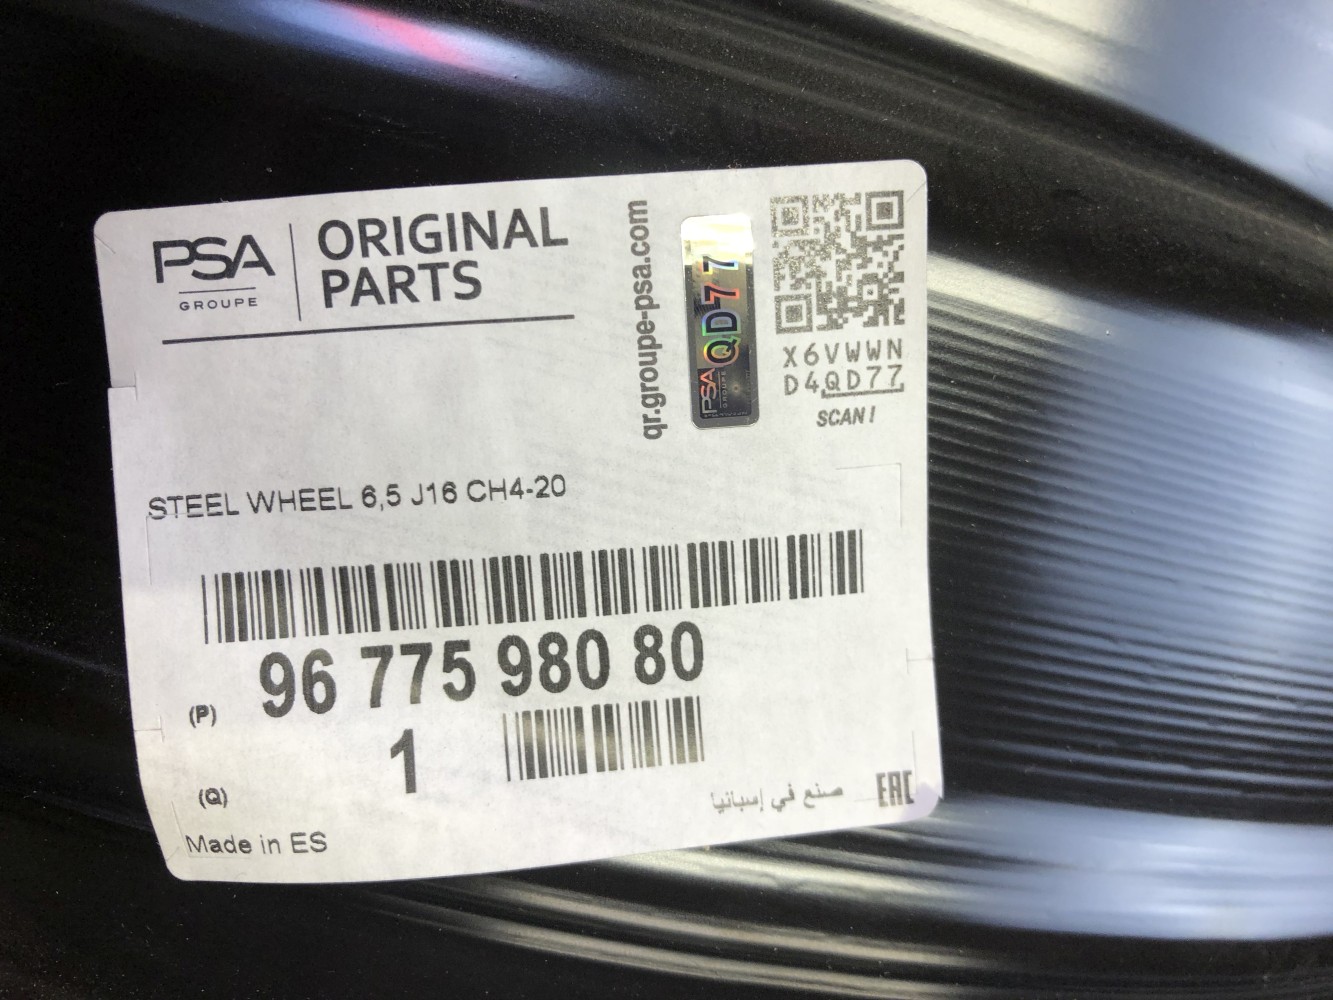 PSA
GROUPE
ORIGINAL
PARTS
qr.groupe-psa.com
PSA
GROUPE
QD77
X6VWWN
D4QD77
SCAN!
STEEL WHEEL 6,5 J16 CH4-20
(P) 96 775 980 80
(Q) 1
Made in ES
صنع في إسبانيا
EAC